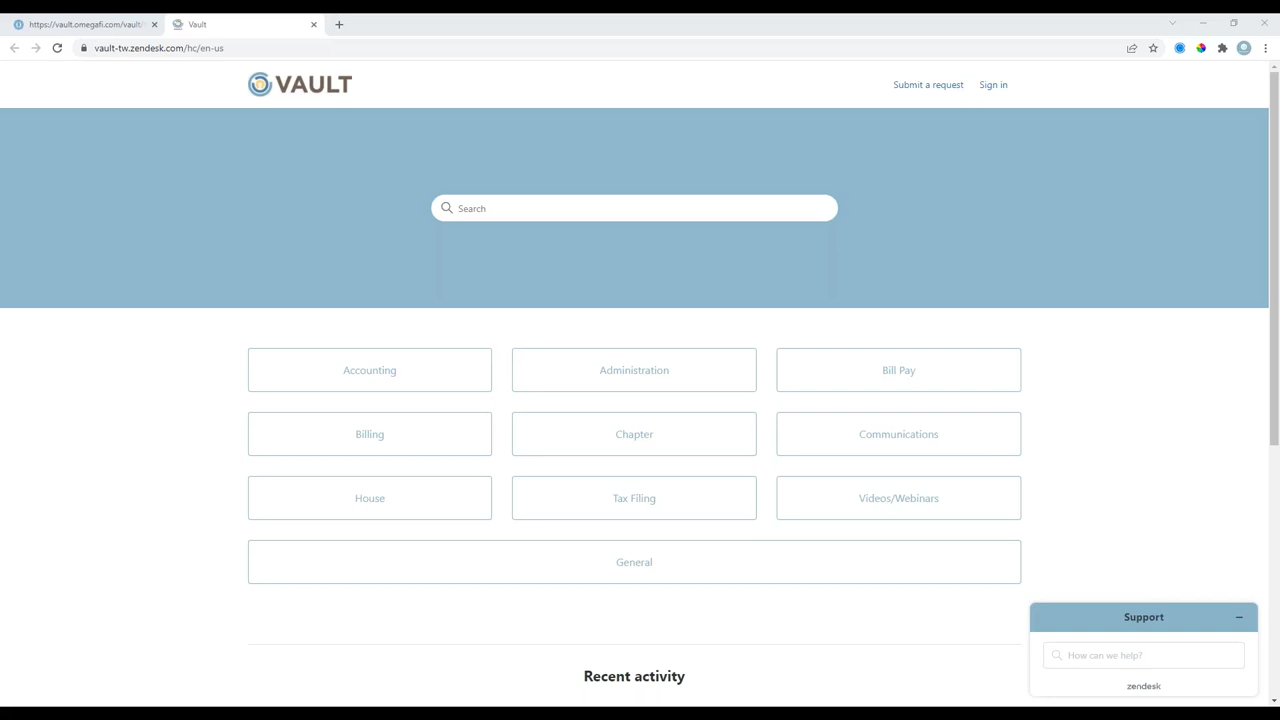 https://vault.omegafi.com/vault/
Vault
vault-tw.zendesk.com/hc/en-us
VAULT
Submit a request
Sign in
Search
Accounting
Administration
Bill Pay
Billing
Chapter
Communications
House
Tax Filing
Videos/Webinars
General
Support
How can we help?
zendesk
Recent activity